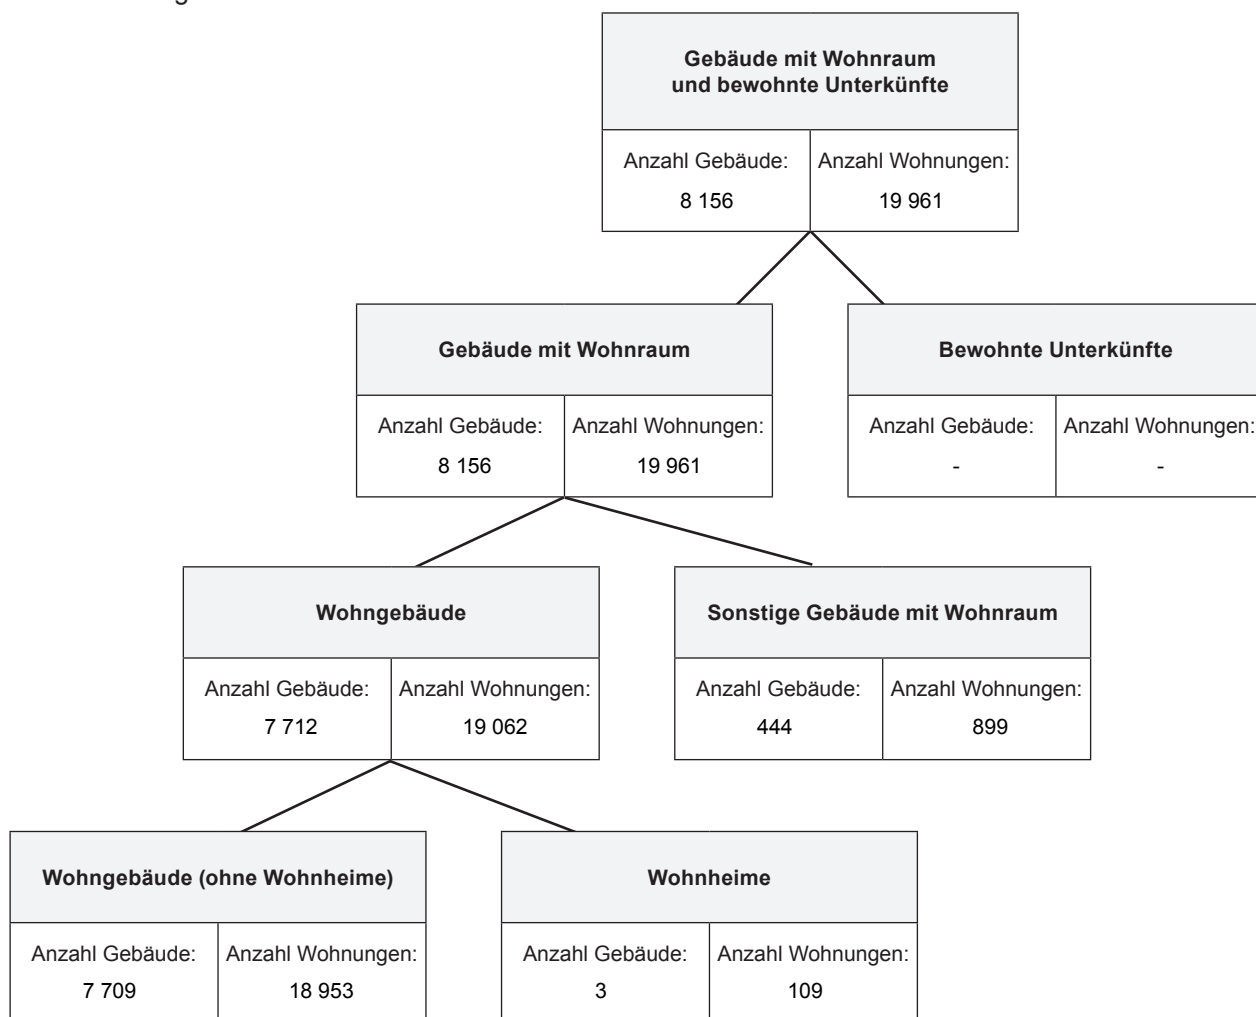 Gebäude mit Wohnraum
und bewohnte Unterkünfte
Anzahl Gebäude: Anzahl Wohnungen:
8 156 19 961
Gebäude mit Wohnraum
Bewohnte Unterkünfte
Anzahl Gebäude: Anzahl Wohnungen:
8 156 19 961
Anzahl Gebäude: Anzahl Wohnungen:
- -
Wohngebäude
Sonstige Gebäude mit Wohnraum
Anzahl Gebäude: Anzahl Wohnungen:
7 712 19 062
Anzahl Gebäude: Anzahl Wohnungen:
444 899
Wohngebäude (ohne Wohnheime)
Wohnheime
Anzahl Gebäude: Anzahl Wohnungen:
7 709 18 953
Anzahl Gebäude: Anzahl Wohnungen:
3 109